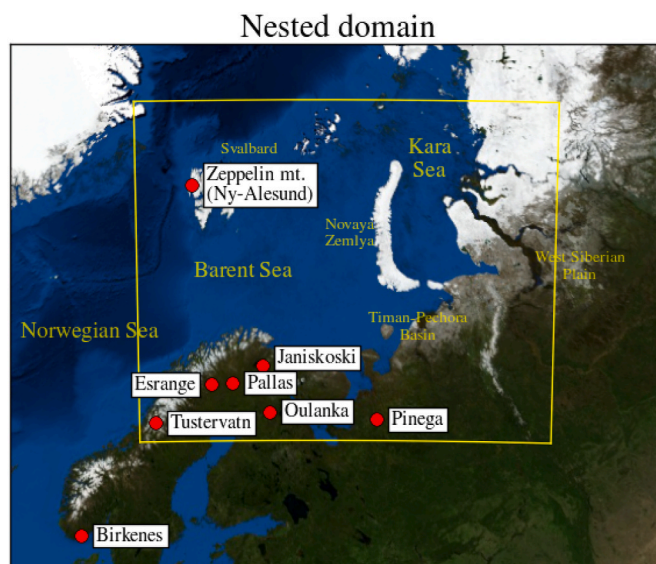 Nested domain
Svalbard
Kara
Sea
Zeppelin mt.
(Ny-Alesund)
Novaya
Zemlya
West Siberian
Plain
Barent Sea
Norwegian Sea
Timan-Pechora
Basin
Janiskoski
Esrange
Pallas
Oulanka
Tustervatn
Pinega
Birkenes